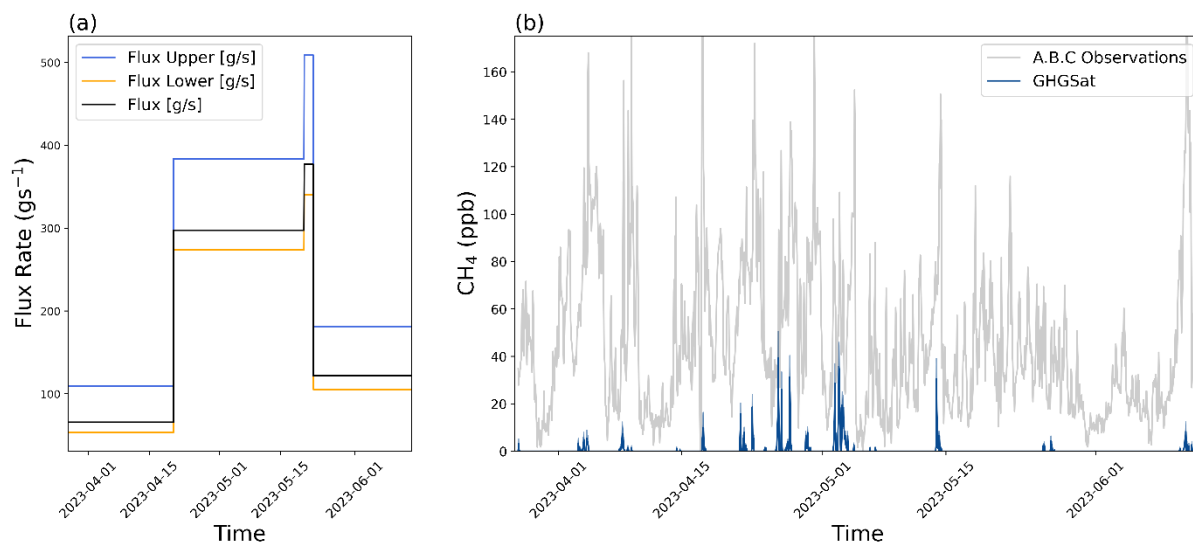 (a)
Flux Upper [g/s]
Flux Lower [g/s]
Flux [g/s]
500
400
300
200
100
Flux Rate (gs⁻¹)
2023-04-01
2023-04-15
2023-05-01
2023-05-15
2023-06-01
Time
(b)
A.B.C Observations
GHGSat
160
140
120
100
80
60
40
20
0
CH₄ (ppb)
2023-04-01
2023-04-15
2023-05-01
2023-05-15
2023-06-01
Time